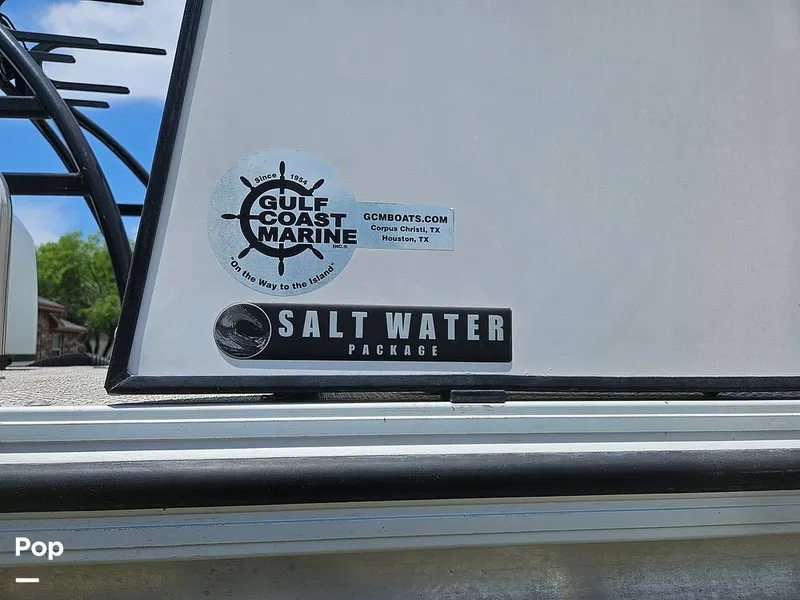 Since 1954
GULF
COAST
MARINE
INC.®
"On the Way to the Island"
GCMBOATS.COM
Corpus Christi, TX
Houston, TX
SALT WATER
PACKAGE
Pop